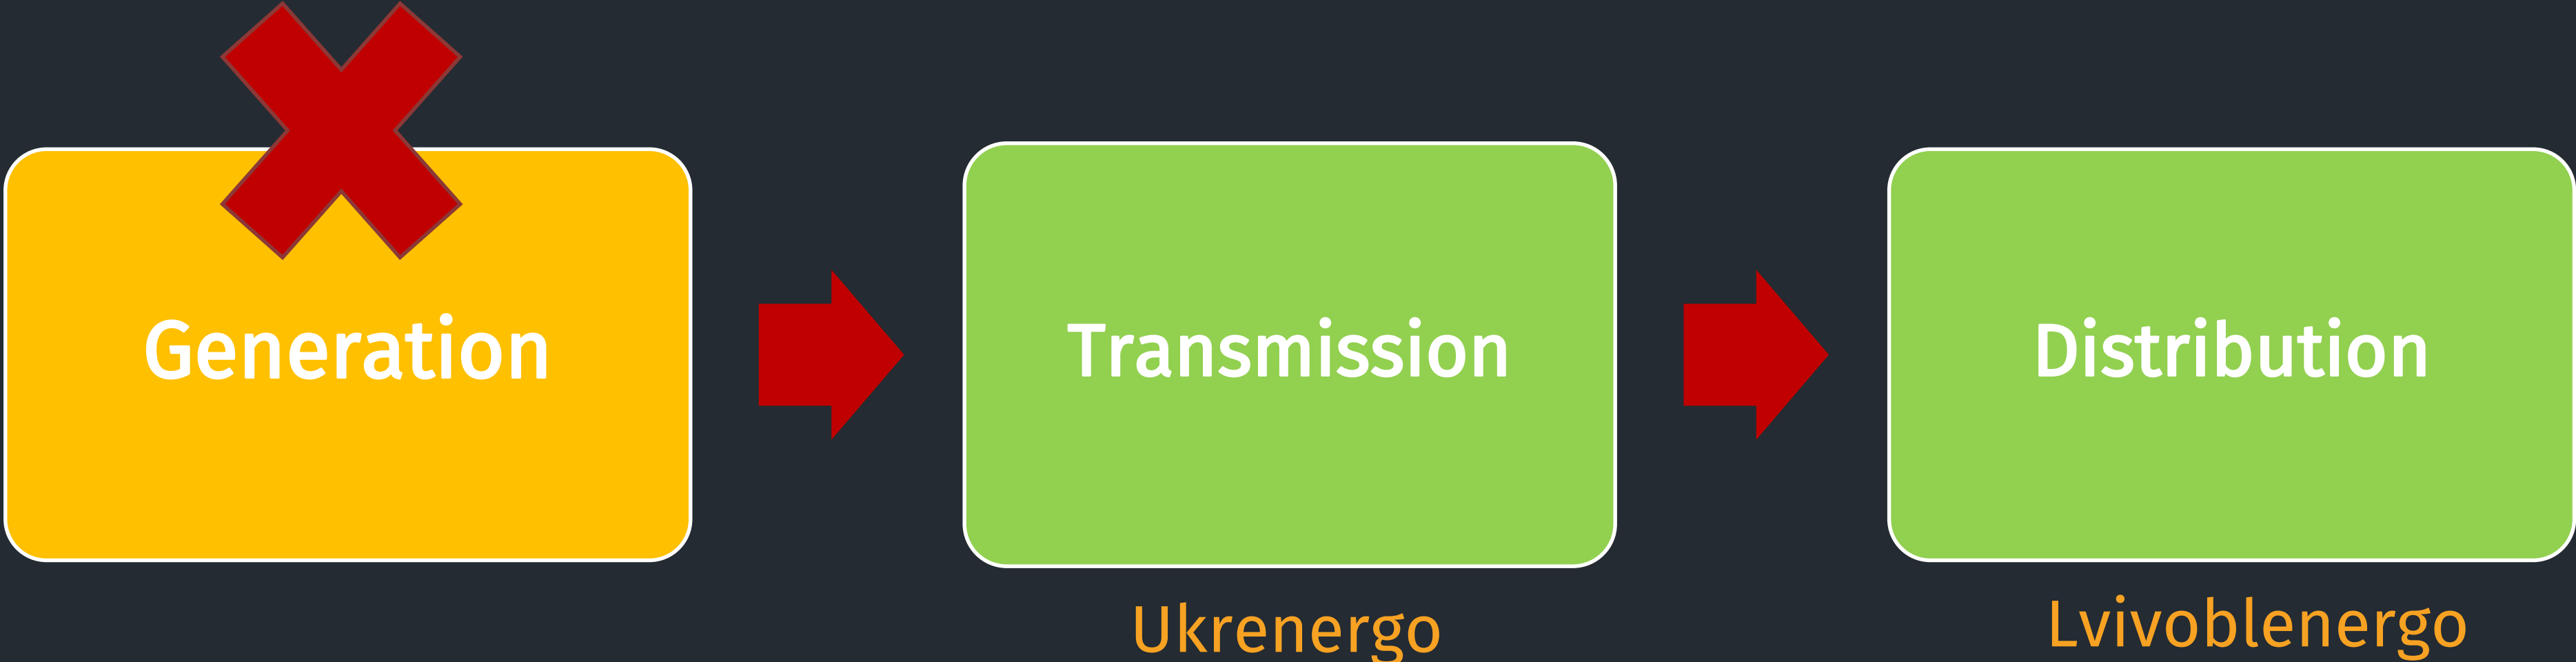 Generation
Transmission
Distribution
Ukrenergo
Lvivoblenergo